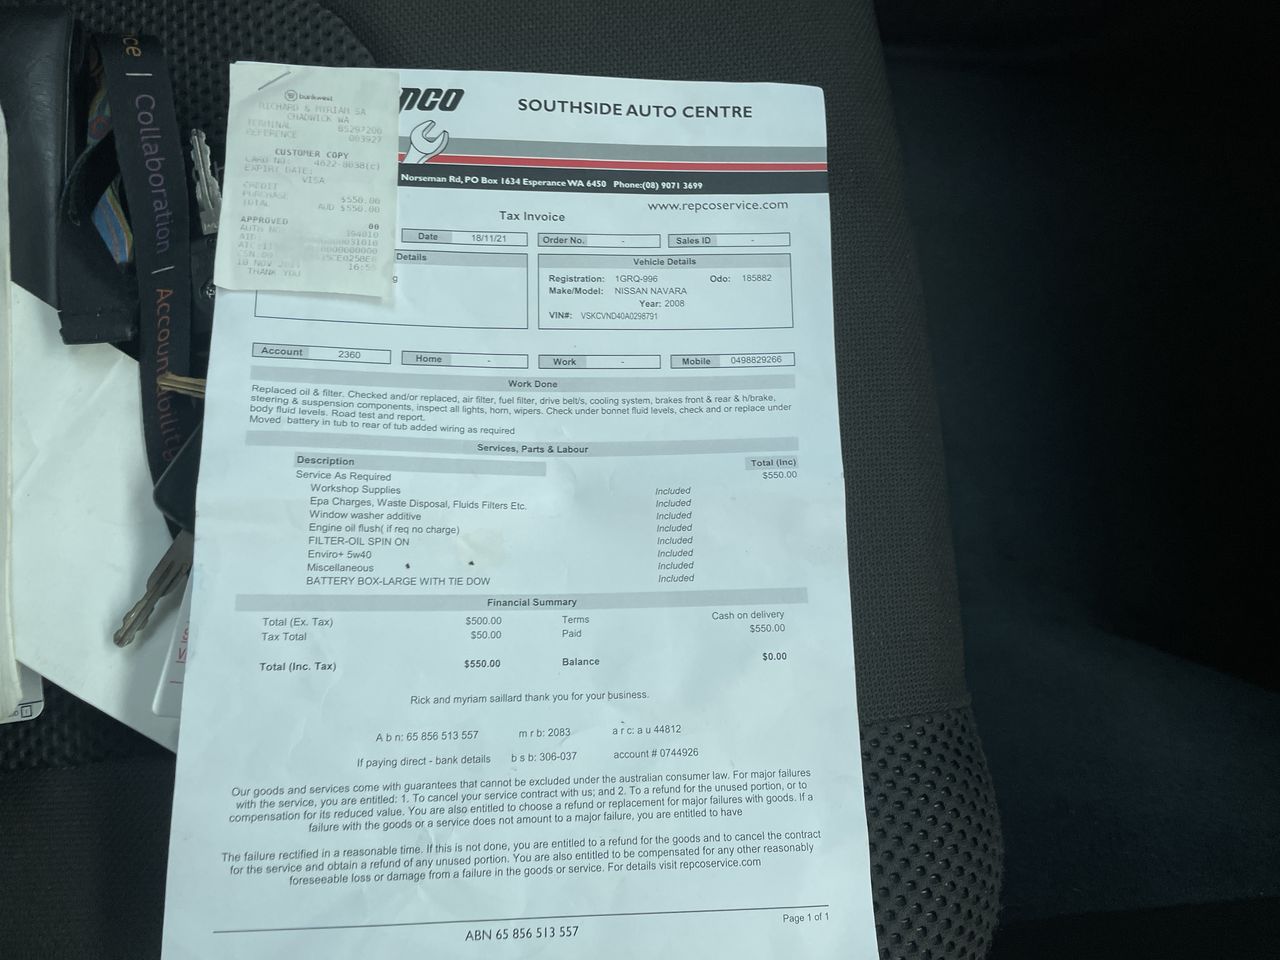 ce | Collaboration | Accountability
bankwest
RICHARD & MYRIAM SA
CHADWICK WA
TERMINAL 85297200
REFERENCE 003927
CUSTOMER COPY
CARD NO: 4622-8038(c)
EXPIRY DATE:
VISA
CREDIT
PURCHASE $550.00
TOTAL AUD $550.00
APPROVED 00
AUTH NO: 394010
AID:
THANK YOU
NCO
SOUTHSIDE AUTO CENTRE
Norseman Rd, PO Box 1634 Esperance WA 6450 Phone:(08) 9071 3699
www.repcoservice.com
Tax Invoice
Date 18/11/21 Order No. - Sales ID -
Details
g
Vehicle Details
Registration: 1GRQ-996 Odo: 185882
Make/Model: NISSAN NAVARA
Year: 2008
VIN#: VSKCVND40A0298791
Account 2360 Home - Work - Mobile 0498829266
Work Done
Replaced oil & filter. Checked and/or replaced, air filter, fuel filter, drive belt/s, cooling system, brakes front & rear & h/brake,
steering & suspension components, inspect all lights, horn, wipers. Check under bonnet fluid levels, check and or replace under
body fluid levels. Road test and report.
Moved battery in tub to rear of tub added wiring as required
Services, Parts & Labour
Description Total (Inc)
Service As Required $550.00
Workshop Supplies Included
Epa Charges, Waste Disposal, Fluids Filters Etc. Included
Window washer additive Included
Engine oil flush( if req no charge) Included
FILTER-OIL SPIN ON Included
Enviro+ 5w40 Included
Miscellaneous Included
BATTERY BOX-LARGE WITH TIE DOW Included
Financial Summary
Total (Ex. Tax) $500.00 Terms Cash on delivery
Tax Total $50.00 Paid $550.00
Total (Inc. Tax) $550.00 Balance $0.00
Rick and myriam saillard thank you for your business.
A b n: 65 856 513 557 m r b: 2083 a r c: a u 44812
If paying direct - bank details b s b: 306-037 account # 0744926
Our goods and services come with guarantees that cannot be excluded under the australian consumer law. For major failures
with the service, you are entitled: 1. To cancel your service contract with us; and 2. To a refund for the unused portion, or to
compensation for its reduced value. You are also entitled to choose a refund or replacement for major failures with goods. If a
failure with the goods or a service does not amount to a major failure, you are entitled to have
The failure rectified in a reasonable time. If this is not done, you are entitled to a refund for the goods and to cancel the contract
for the service and obtain a refund of any unused portion. You are also entitled to be compensated for any other reasonably
foreseeable loss or damage from a failure in the goods or service. For details visit repcoservice.com
Page 1 of 1
ABN 65 856 513 557